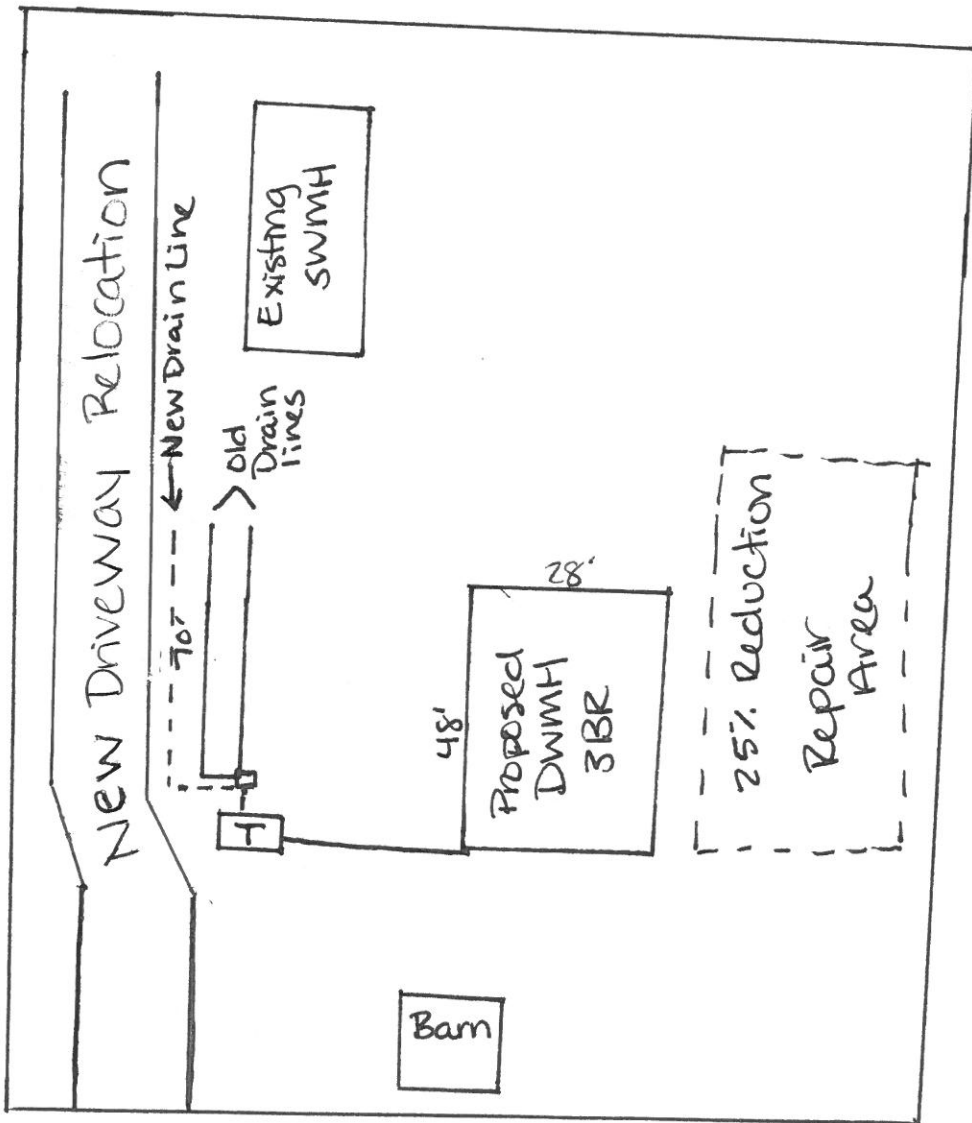 New Driveway Relocation
←New Drain Line
70'
Old
Drain
lines
Existing
SWMH
T
48'
28'
Proposed
DWMH
3BR
25% Reduction
Repair
Area
Barn